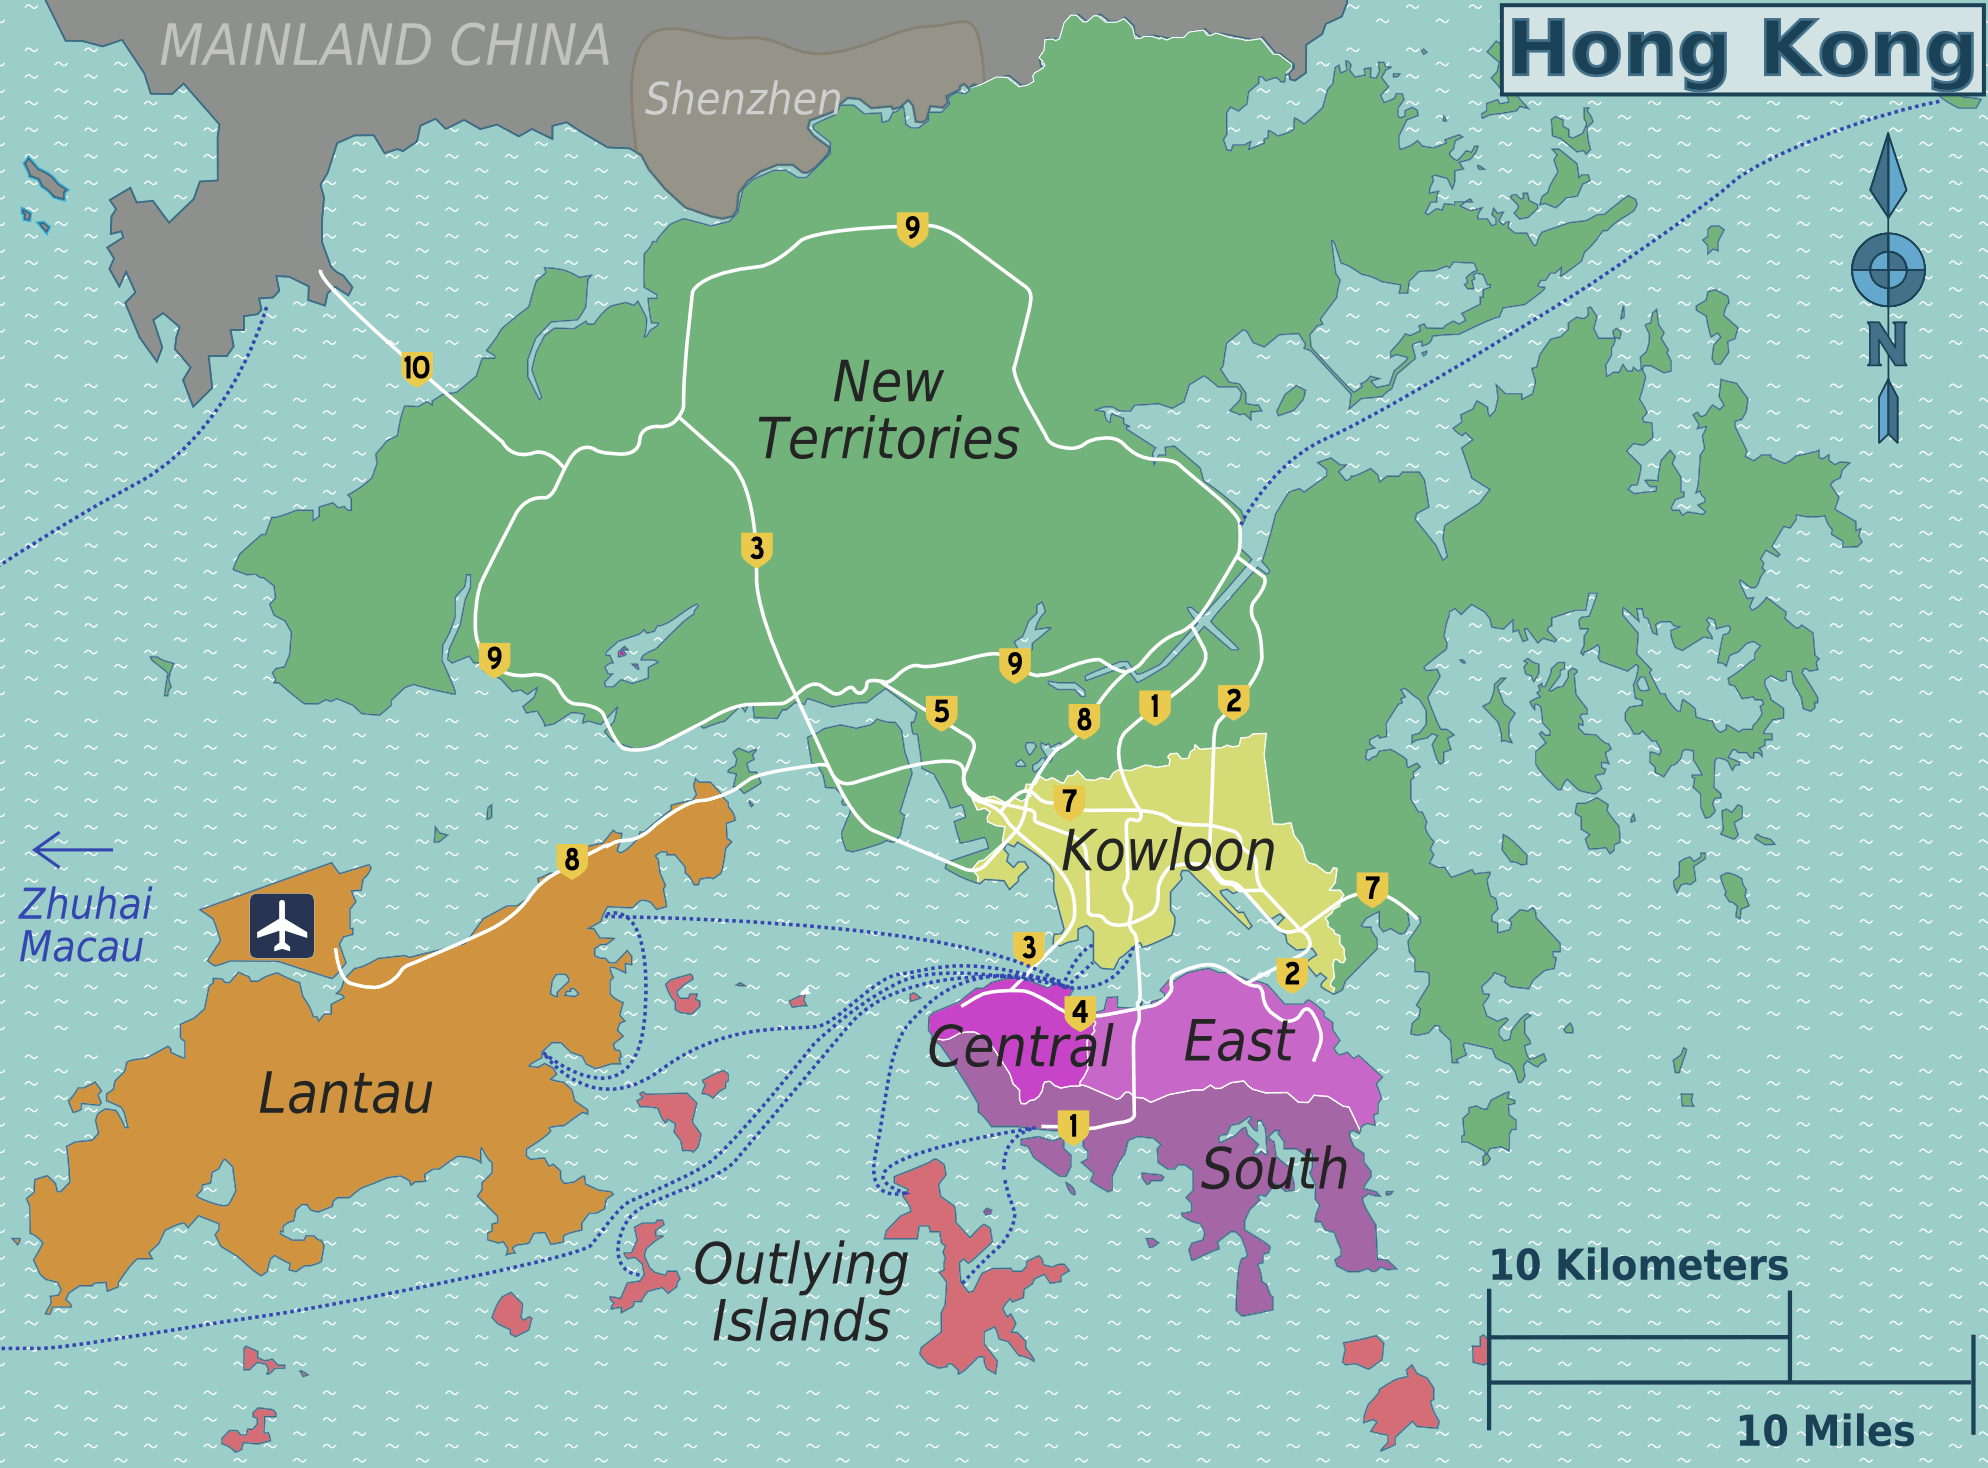 Hong Kong
MAINLAND CHINA
Shenzhen
9
N
10
New
Territories
3
9
9
5
8
1
2
7
Kowloon
8
7
Zhuhai
Macau
3
2
4
Central
East
Lantau
1
South
Outlying
Islands
10 Kilometers
10 Miles